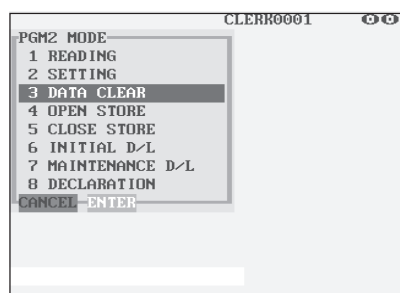 CLERK0001 00
PGM2 MODE
1 READING
2 SETTING
3 DATA CLEAR
4 OPEN STORE
5 CLOSE STORE
6 INITIAL D/L
7 MAINTENANCE D/L
8 DECLARATION
CANCEL ENTER